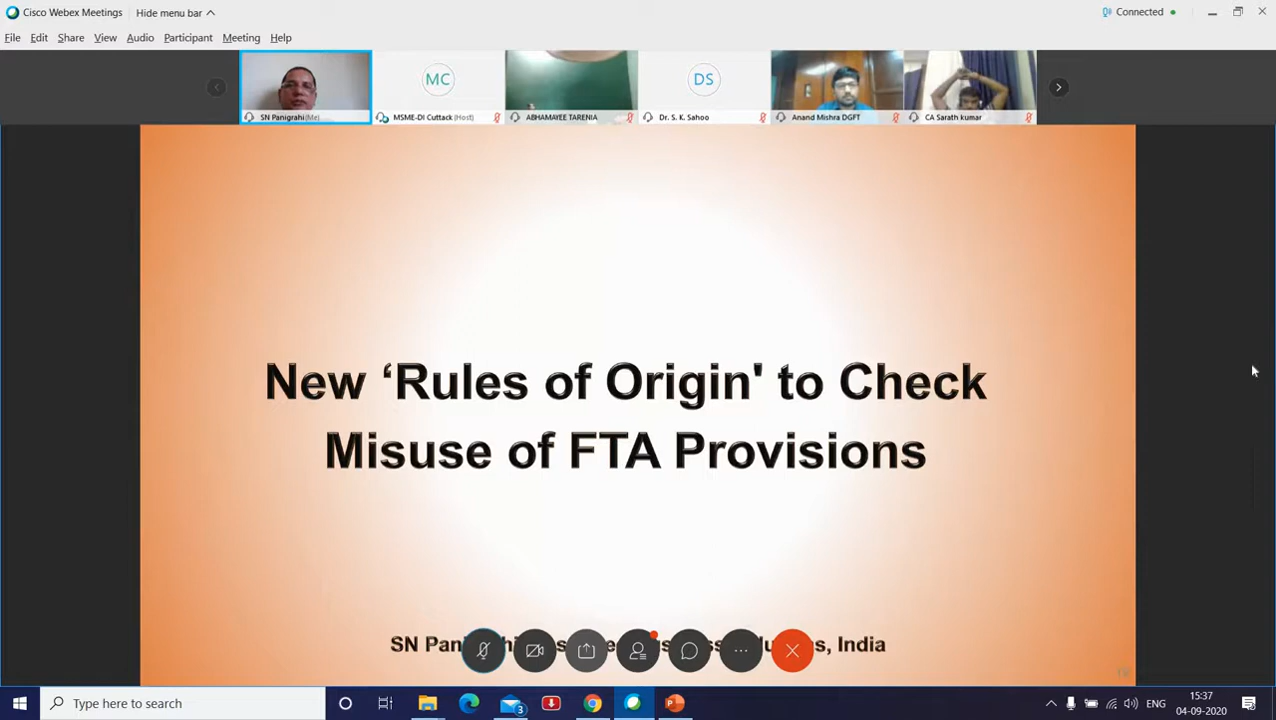 Cisco Webex Meetings
Hide menu bar
Connected
File Edit Share View Audio Participant Meeting Help
MC
DS
SN Panigrahi (Me)
MSME-DI Cuttack (Host)
ABHAMAYEE TARENIA
Dr. S. K. Sahoo
Anand Mishra DGFT
CA Sarath kumar
New ‘Rules of Origin' to Check
Misuse of FTA Provisions
SN India
Type here to search
3
ENG
15:37
04-09-2020